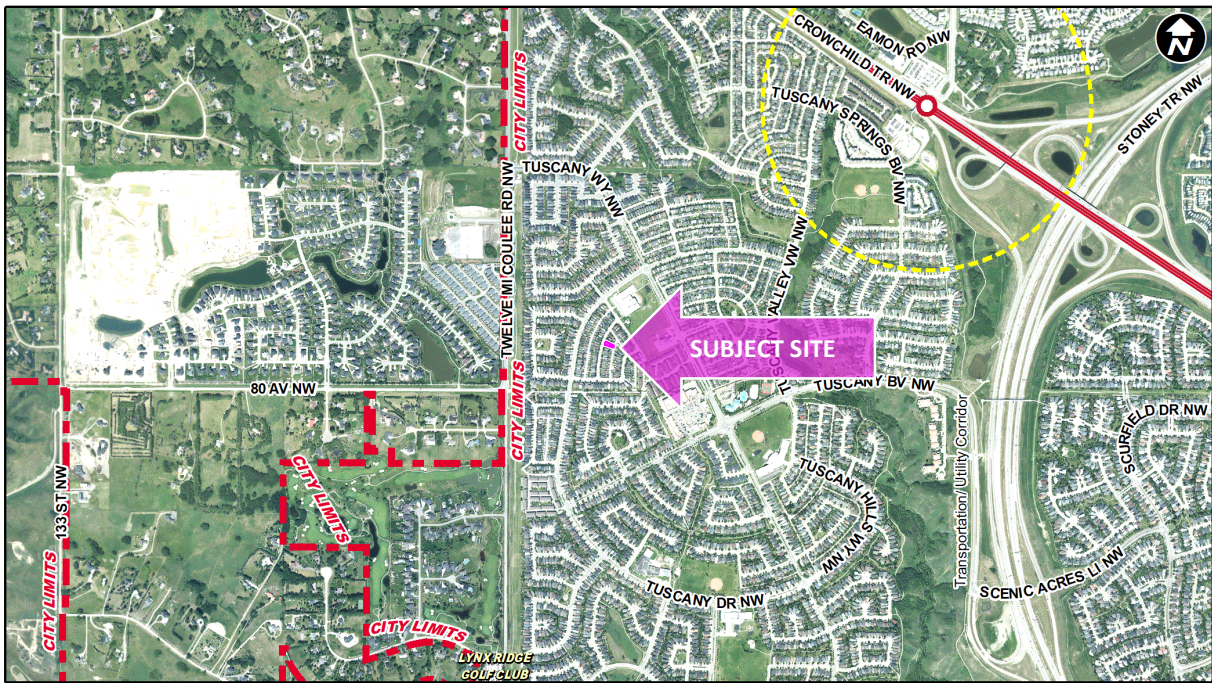 CROWCHILD TR NW
EAMON RD NW
N
CITY LIMITS
STONEY TR NW
TUSCANY SPRINGS BV NW
TUSCANY WY NW
TWELVE MI COULEE RD NW
VALLEY VW NW
SUBJECT SITE
TUSC
80 AV NW
CITY LIMITS
TUSCANY BV NW
SCURFIELD DR NW
CITY LIMITS
133 ST NW
TUSCANY HILLS WY NW
Transportation/ Utility Corridor
CITY LIMITS
TUSCANY DR NW
SCENIC ACRES LI NW
CITY LIMITS
LYNX RIDGE
GOLF CLUB